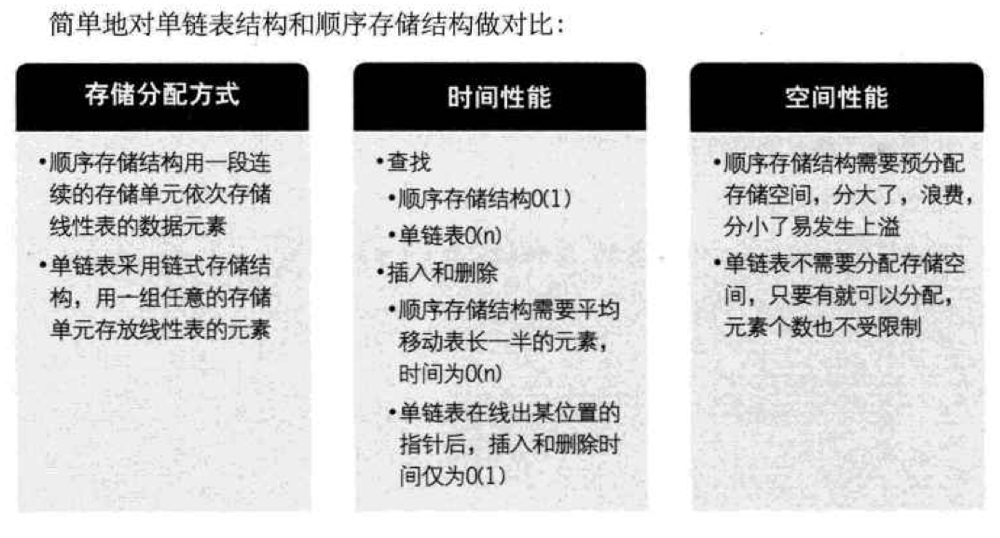 简单地对单链表结构和顺序存储结构做对比：
存储分配方式
•顺序存储结构用一段连
续的存储单元依次存储
线性表的数据元素
•单链表采用链式存储结
构，用一组任意的存储
单元存放线性表的元素
时间性能
•查找
•顺序存储结构O(1)
•单链表O(n)
•插入和删除
•顺序存储结构需要平均
移动表长一半的元素，
时间为O(n)
•单链表在线出某位置的
指针后，插入和删除时
间仅为O(1)
空间性能
•顺序存储结构需要预分配
存储空间，分大了，浪费，
分小了易发生上溢
•单链表不需要分配存储空
间，只要有就可以分配，
元素个数也不受限制